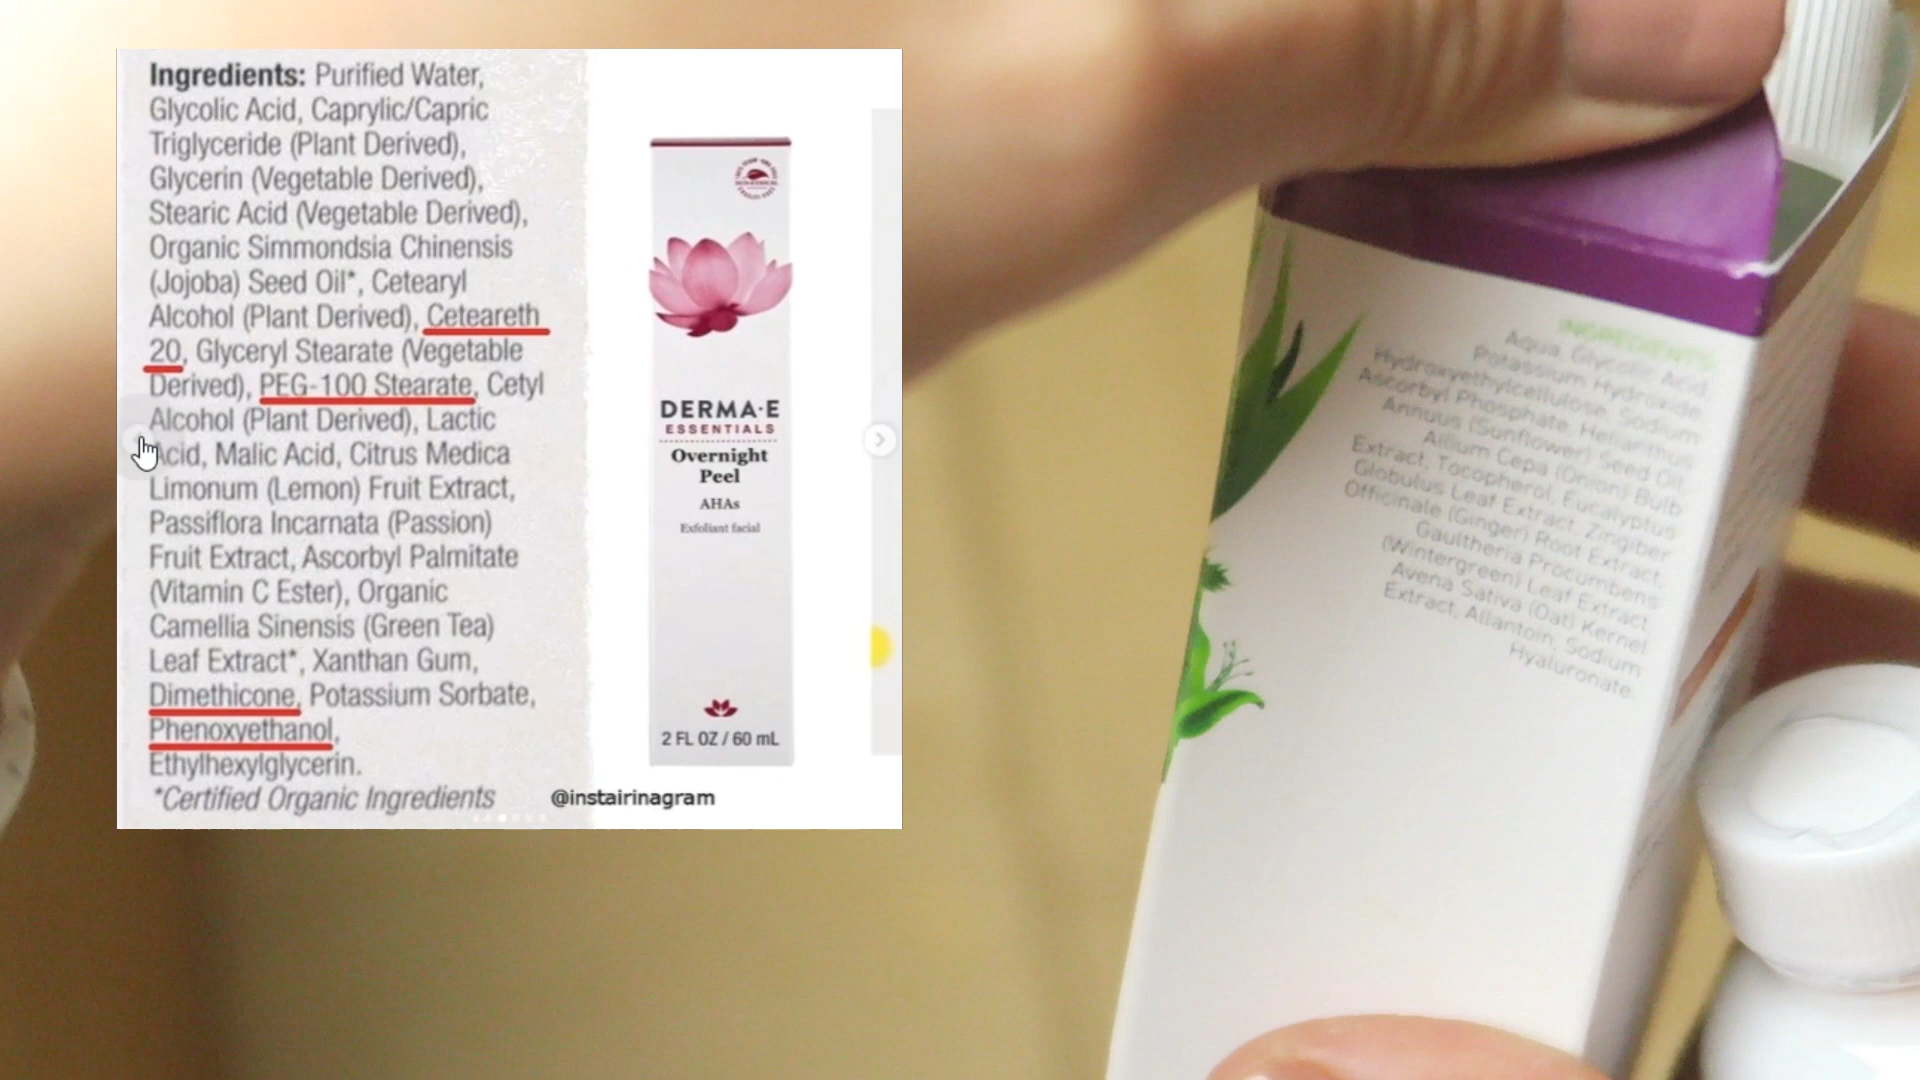 Ingredients: Purified Water,
Glycolic Acid, Caprylic/Capric
Triglyceride (Plant Derived),
Glycerin (Vegetable Derived),
Stearic Acid (Vegetable Derived),
Organic Simmondsia Chinensis
(Jojoba) Seed Oil*, Cetearyl
Alcohol (Plant Derived), Ceteareth
20, Glyceryl Stearate (Vegetable
Derived), PEG-100 Stearate, Cetyl
Alcohol (Plant Derived), Lactic
Acid, Malic Acid, Citrus Medica
Limonum (Lemon) Fruit Extract,
Passiflora Incarnata (Passion)
Fruit Extract, Ascorbyl Palmitate
(Vitamin C Ester), Organic
Camellia Sinensis (Green Tea)
Leaf Extract*, Xanthan Gum,
Dimethicone, Potassium Sorbate,
Phenoxyethanol,
Ethylhexylglycerin.
*Certified Organic Ingredients
DERMA·E
ESSENTIALS
Overnight
Peel
AHAs
Exfoliant facial
2 FL OZ / 60 mL
@instairinagram
INGREDIENTS
Aqua, Glycolic Acid,
Potassium Hydroxide,
Hydroxyethylcellulose, Sodium
Ascorbyl Phosphate, Helianthus
Annuus (Sunflower) Seed Oil,
Allium Cepa (Onion) Bulb
Extract, Tocopherol, Eucalyptus
Globulus Leaf Extract, Zingiber
Officinale (Ginger) Root Extract,
Gaultheria Procumbens
(Wintergreen) Leaf Extract
Avena Sativa (Oat) Kernel
Extract, Allantoin, Sodium
Hyaluronate